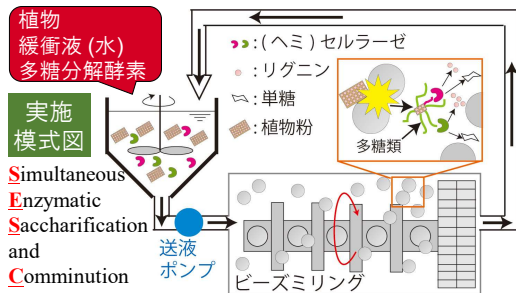 植物
緩衝液 (水)
多糖分解酵素
実施
模式図
Simultaneous
Enzymatic
Saccharification
and
Comminution
送液
ポンプ
:(ヘミ)セルラーゼ
:リグニン
:単糖
:植物粉
多糖類
ビーズミリング